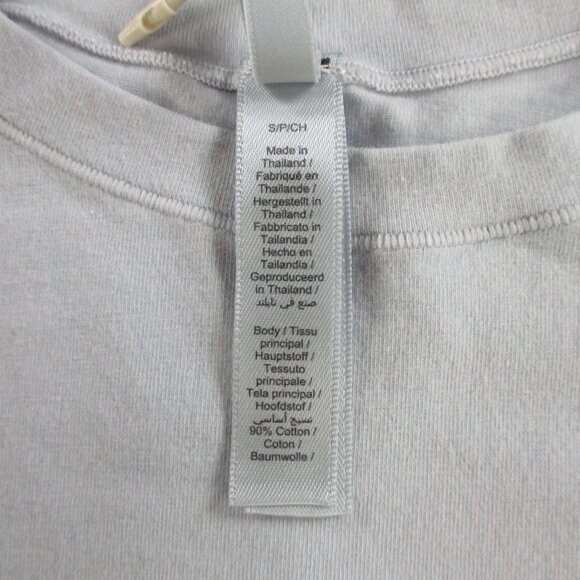 S/P/CH
Made in
Thailand /
Fabriqué en
Thaïlande /
Hergestellt in
Thailand /
Fabbricato in
Tailandia /
Hecho en
Tailandia /
Geproduceerd
in Thailand /
صنع في تايلند
Body / Tissu
principal /
Hauptstoff /
Tessuto
principale /
Tela principal /
Hoofdstof /
نسيج أساسي
90% Cotton /
Coton /
Baumwolle /